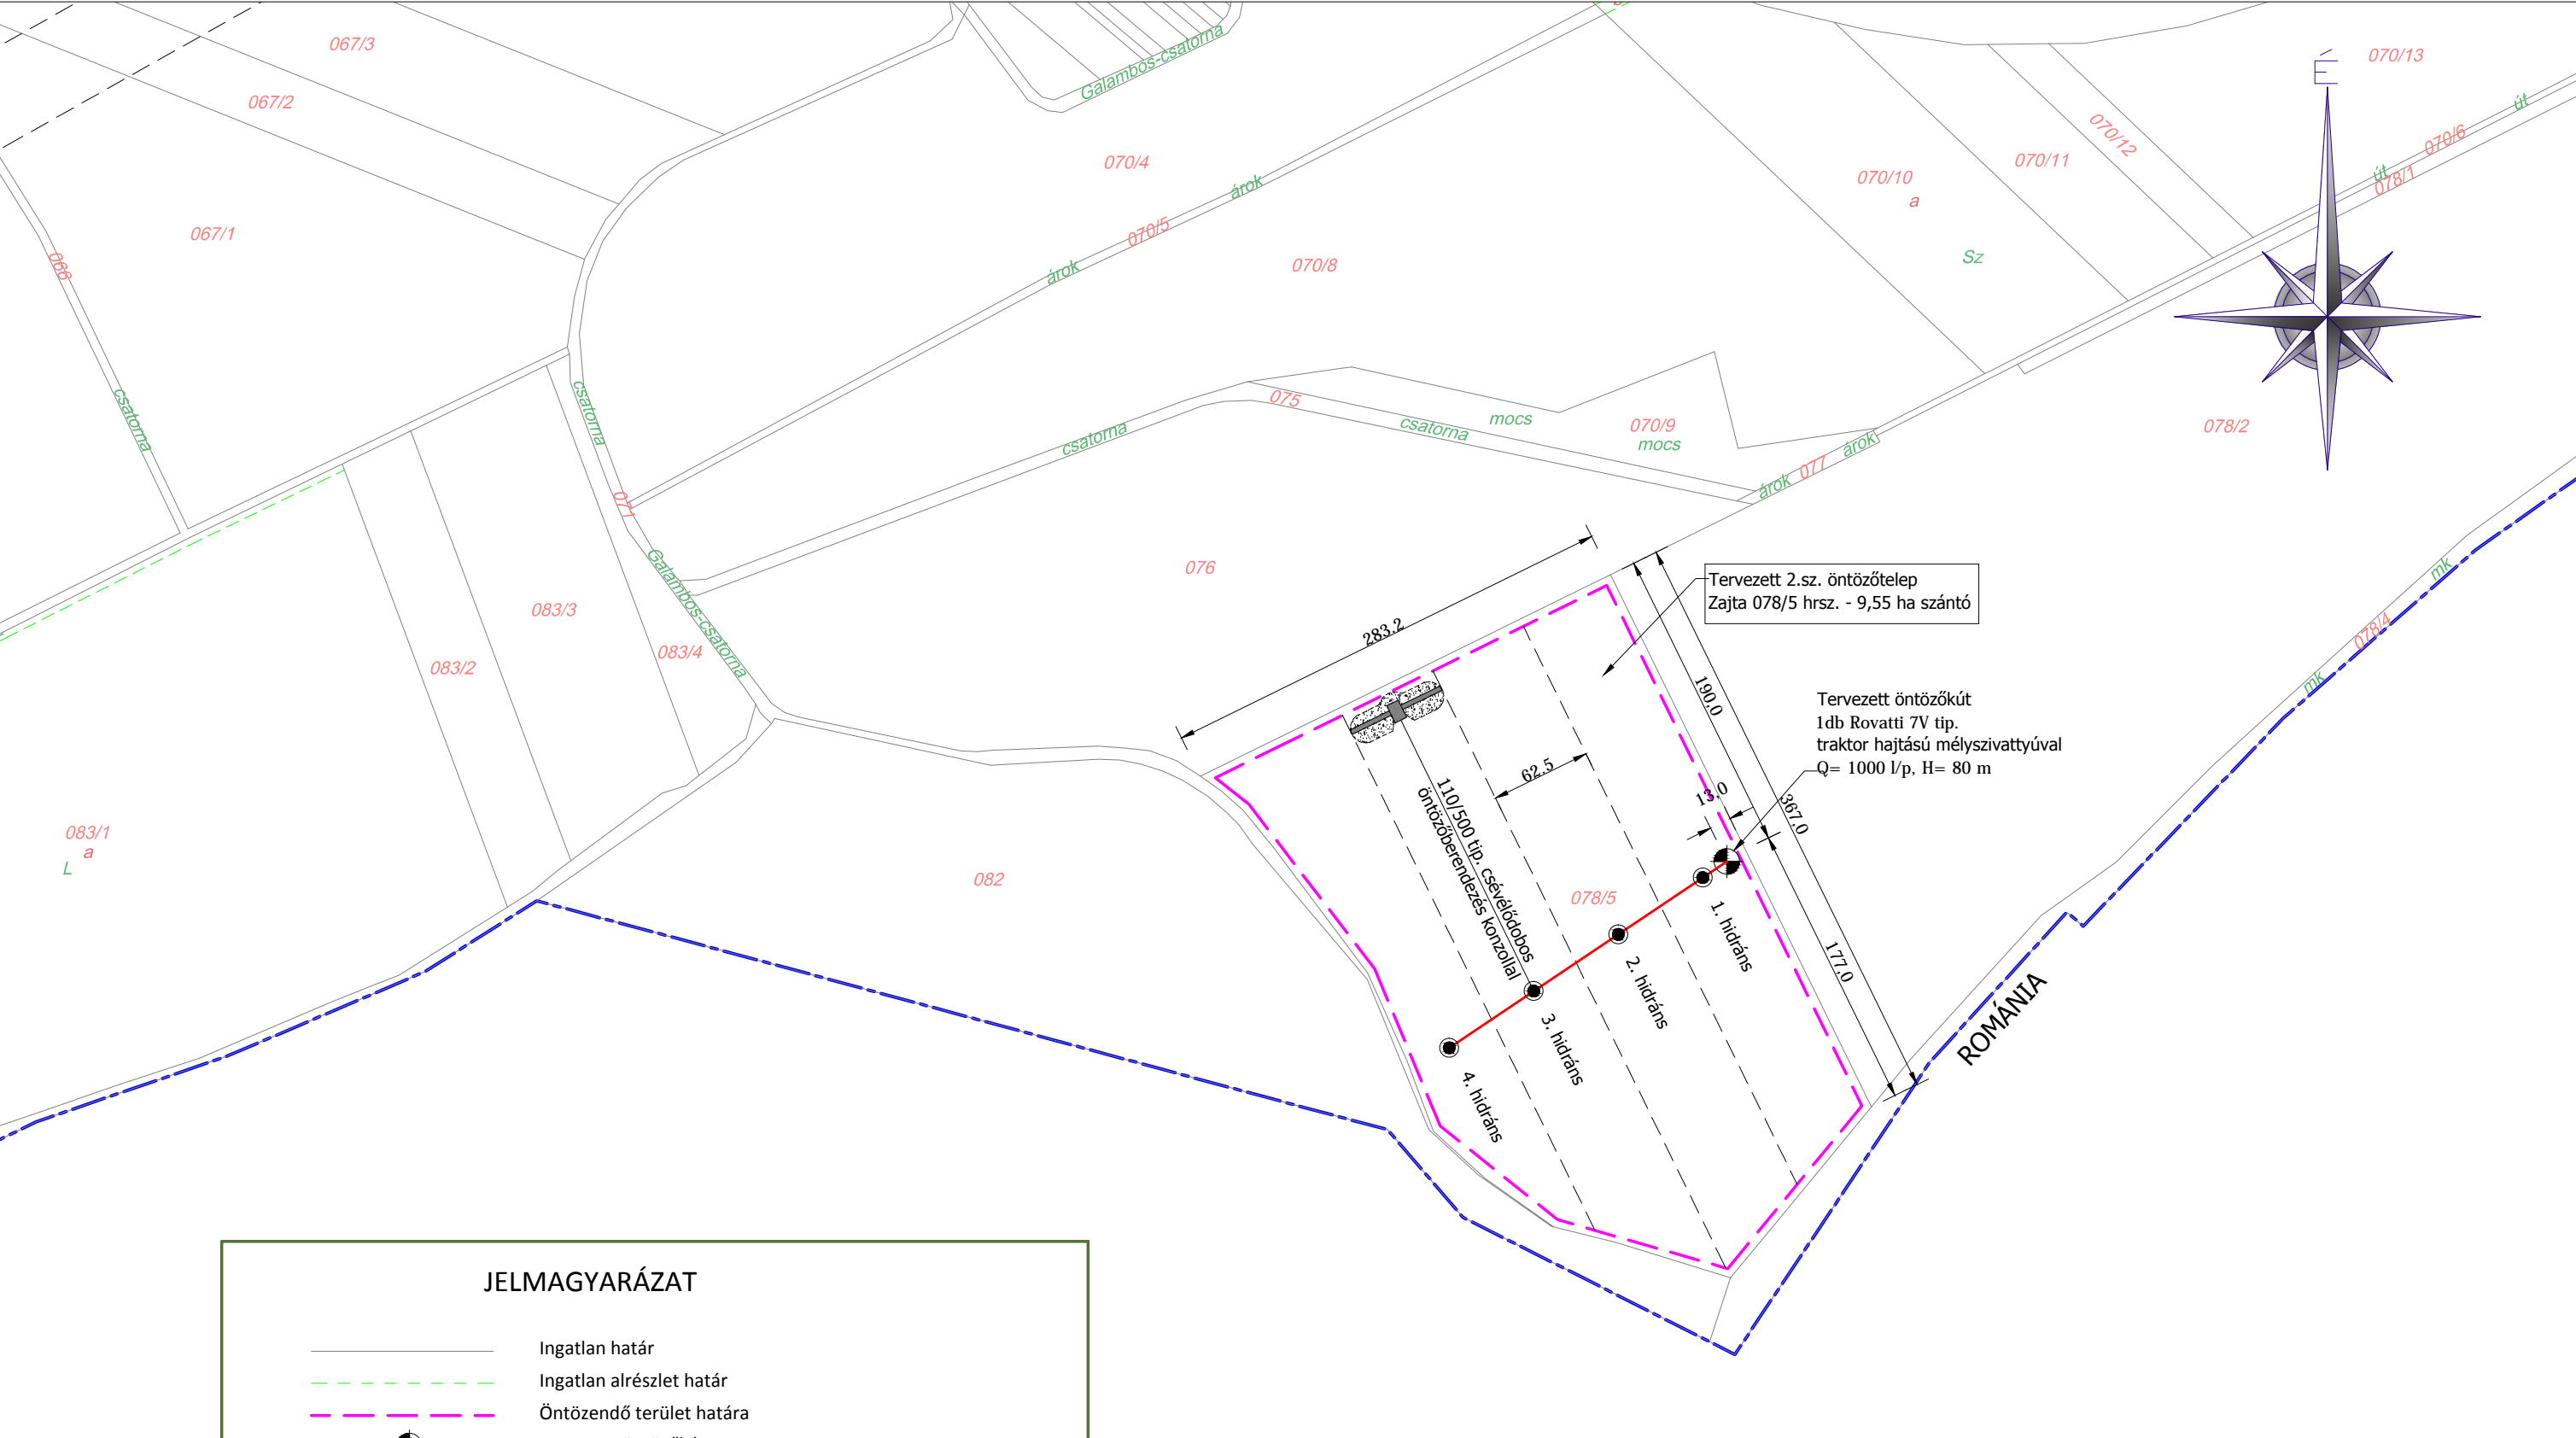 067/3
067/2
067/1
066
csatorna
Galambos-csatorna
070/4
árok
070/5
árok
070/8
070/10
a
Sz
070/11
070/12
070/13
É
út
070/6
út
078/1
078/2
csatorna
071
Galambos-csatorna
csatorna
075
csatorna
mocs
070/9
mocs
árok
077
árok
076
083/3
083/2
083/4
083/1
a
L
082
mk
078/4
mk
283.2
Tervezett 2.sz. öntözőtelep
Zajta 078/5 hrsz. - 9,55 ha szántó
190.0
367.0
177.0
62.5
13.0
Tervezett öntözőkút
1db Rovatti 7V tip.
traktor hajtású mélyszivattyúval
Q= 1000 l/p, H= 80 m
110/500 tip. csévélődobos
öntözőberendezés konzollal
078/5
1. hidráns
2. hidráns
3. hidráns
4. hidráns
ROMÁNIA
JELMAGYARÁZAT
Ingatlan határ
Ingatlan alrészlet határ
Öntözendő terület határa